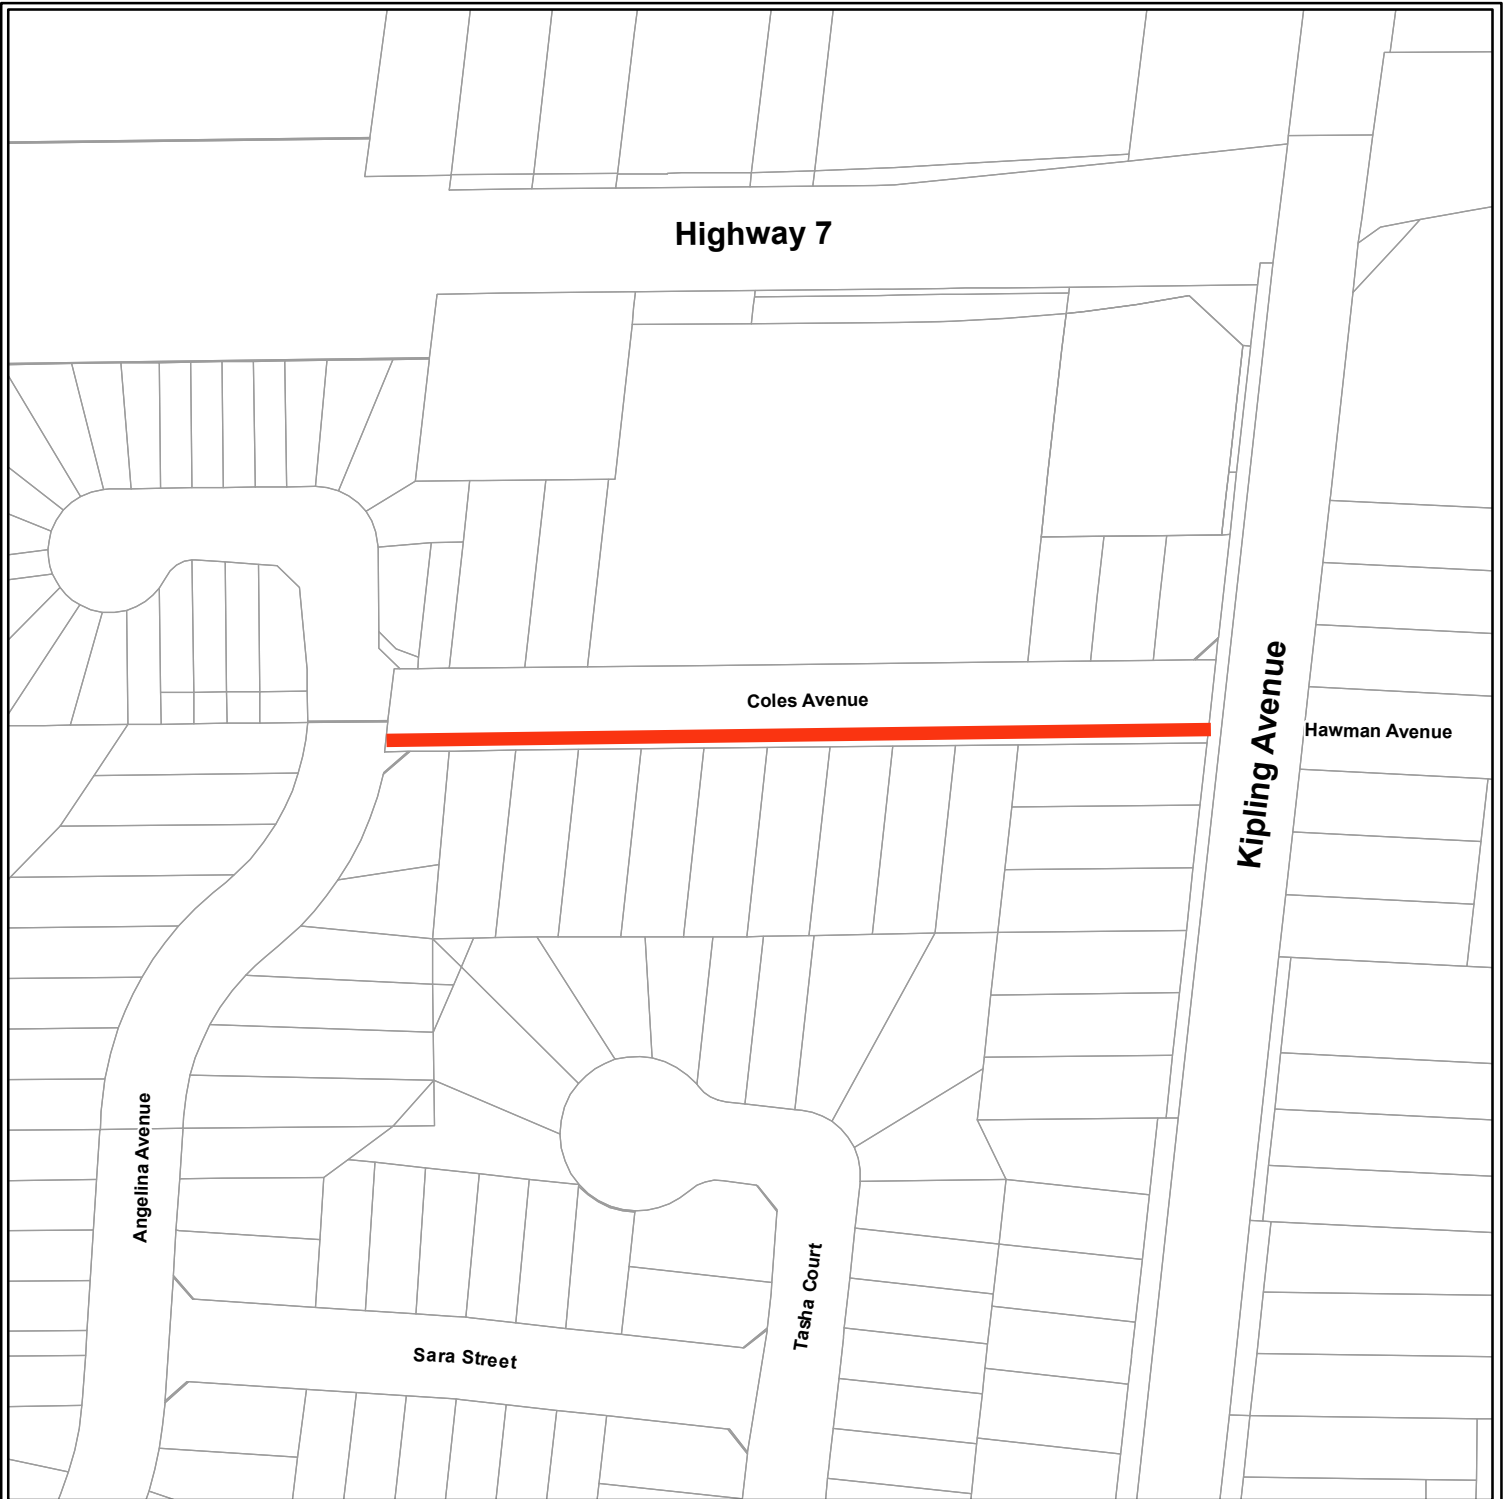 Highway 7
Coles Avenue
Hawman Avenue
Kipling Avenue
Angelina Avenue
Tasha Court
Sara Street